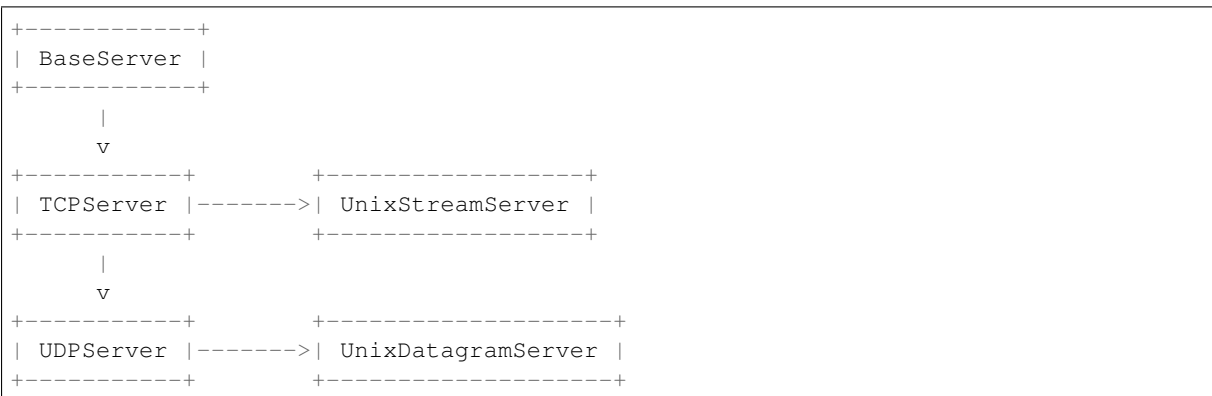 +------------+
| BaseServer |
+------------+
      |
      v
+-----------+        +------------------+
| TCPServer |------->| UnixStreamServer |
+-----------+        +------------------+
      |
      v
+-----------+        +--------------------+
| UDPServer |------->| UnixDatagramServer |
+-----------+        +--------------------+